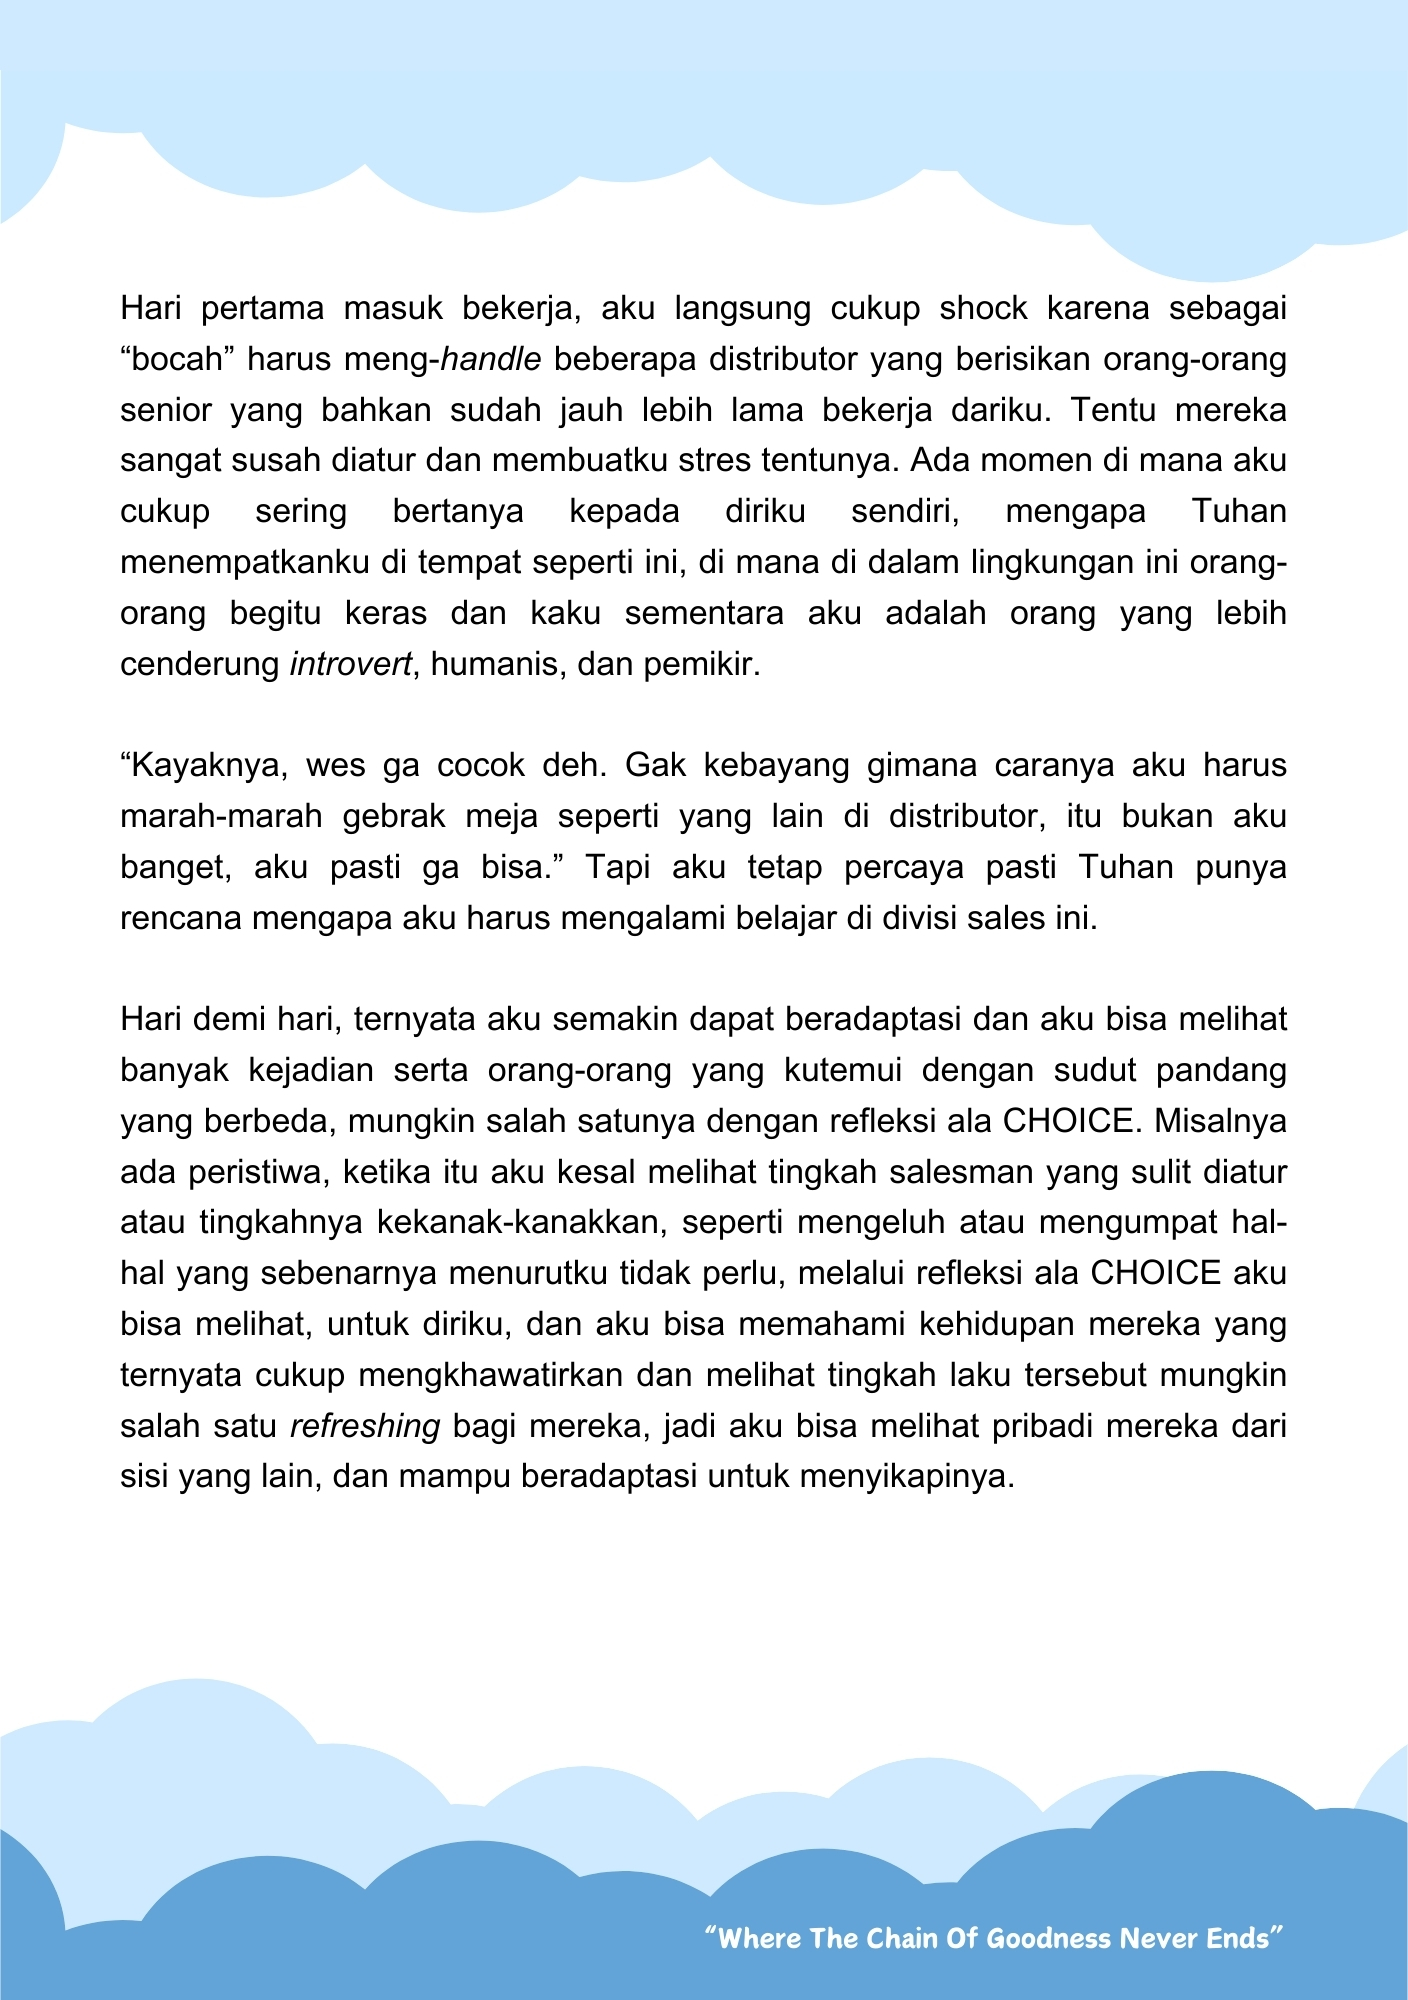 Hari pertama masuk bekerja, aku langsung cukup shock karena sebagai
“bocah” harus meng-handle beberapa distributor yang berisikan orang-orang
senior yang bahkan sudah jauh lebih lama bekerja dariku. Tentu mereka
sangat susah diatur dan membuatku stres tentunya. Ada momen di mana aku
cukup sering bertanya kepada diriku sendiri, mengapa Tuhan
menempatkanku di tempat seperti ini, di mana di dalam lingkungan ini orang-
orang begitu keras dan kaku sementara aku adalah orang yang lebih
cenderung introvert, humanis, dan pemikir.
“Kayaknya, wes ga cocok deh. Gak kebayang gimana caranya aku harus
marah-marah gebrak meja seperti yang lain di distributor, itu bukan aku
banget, aku pasti ga bisa.” Tapi aku tetap percaya pasti Tuhan punya
rencana mengapa aku harus mengalami belajar di divisi sales ini.
Hari demi hari, ternyata aku semakin dapat beradaptasi dan aku bisa melihat
banyak kejadian serta orang-orang yang kutemui dengan sudut pandang
yang berbeda, mungkin salah satunya dengan refleksi ala CHOICE. Misalnya
ada peristiwa, ketika itu aku kesal melihat tingkah salesman yang sulit diatur
atau tingkahnya kekanak-kanakkan, seperti mengeluh atau mengumpat hal-
hal yang sebenarnya menurutku tidak perlu, melalui refleksi ala CHOICE aku
bisa melihat, untuk diriku, dan aku bisa memahami kehidupan mereka yang
ternyata cukup mengkhawatirkan dan melihat tingkah laku tersebut mungkin
salah satu refreshing bagi mereka, jadi aku bisa melihat pribadi mereka dari
sisi yang lain, dan mampu beradaptasi untuk menyikapinya.
“Where The Chain Of Goodness Never Ends”